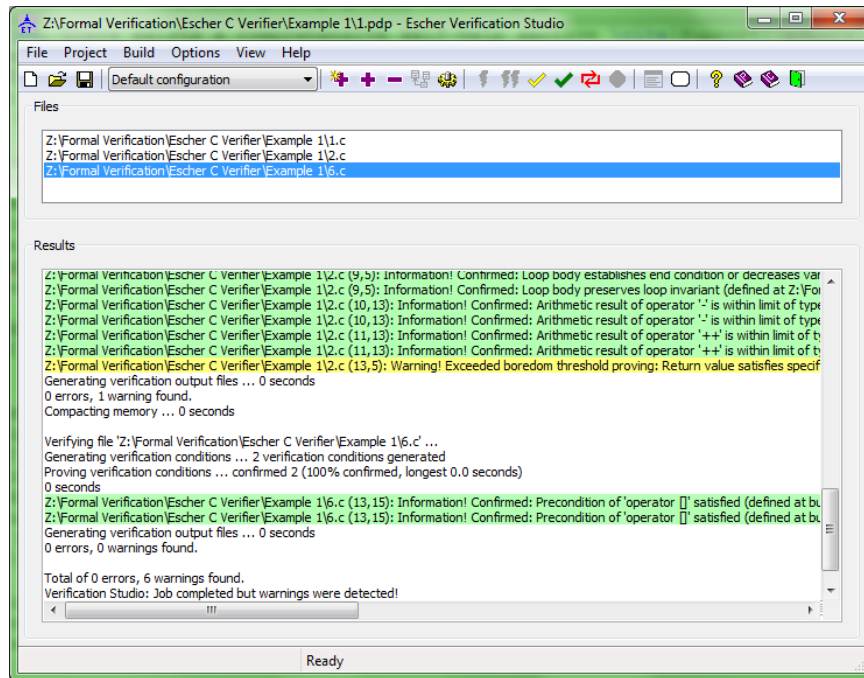 Z:\Formal Verification\Escher C Verifier\Example 1\1.pdp - Escher Verification Studio
File Project Build Options View Help
Default configuration
Files
Z:\Formal Verification\Escher C Verifier\Example 1\1.c
Z:\Formal Verification\Escher C Verifier\Example 1\2.c
Z:\Formal Verification\Escher C Verifier\Example 1\6.c
Results
Z:\Formal Verification\Escher C Verifier\Example 1\2.c (9,5): Information! Confirmed: Loop body establishes end condition or decreases var
Z:\Formal Verification\Escher C Verifier\Example 1\2.c (9,5): Information! Confirmed: Loop body preserves loop invariant (defined at Z:\For
Z:\Formal Verification\Escher C Verifier\Example 1\2.c (10,13): Information! Confirmed: Arithmetic result of operator '-' is within limit of type
Z:\Formal Verification\Escher C Verifier\Example 1\2.c (10,13): Information! Confirmed: Arithmetic result of operator '-' is within limit of type
Z:\Formal Verification\Escher C Verifier\Example 1\2.c (11,13): Information! Confirmed: Arithmetic result of operator '++' is within limit of ty
Z:\Formal Verification\Escher C Verifier\Example 1\2.c (11,13): Information! Confirmed: Arithmetic result of operator '++' is within limit of ty
Z:\Formal Verification\Escher C Verifier\Example 1\2.c (13,5): Warning! Exceeded boredom threshold proving: Return value satisfies specif
Generating verification output files ... 0 seconds
0 errors, 1 warning found.
Compacting memory ... 0 seconds
Verifying file 'Z:\Formal Verification\Escher C Verifier\Example 1\6.c' ...
Generating verification conditions ... 2 verification conditions generated
Proving verification conditions ... confirmed 2 (100% confirmed, longest 0.0 seconds)
0 seconds
Z:\Formal Verification\Escher C Verifier\Example 1\6.c (13,15): Information! Confirmed: Precondition of 'operator []' satisfied (defined at bu
Z:\Formal Verification\Escher C Verifier\Example 1\6.c (13,15): Information! Confirmed: Precondition of 'operator []' satisfied (defined at bu
Generating verification output files ... 0 seconds
0 errors, 0 warnings found.
Total of 0 errors, 6 warnings found.
Verification Studio: Job completed but warnings were detected!
Ready